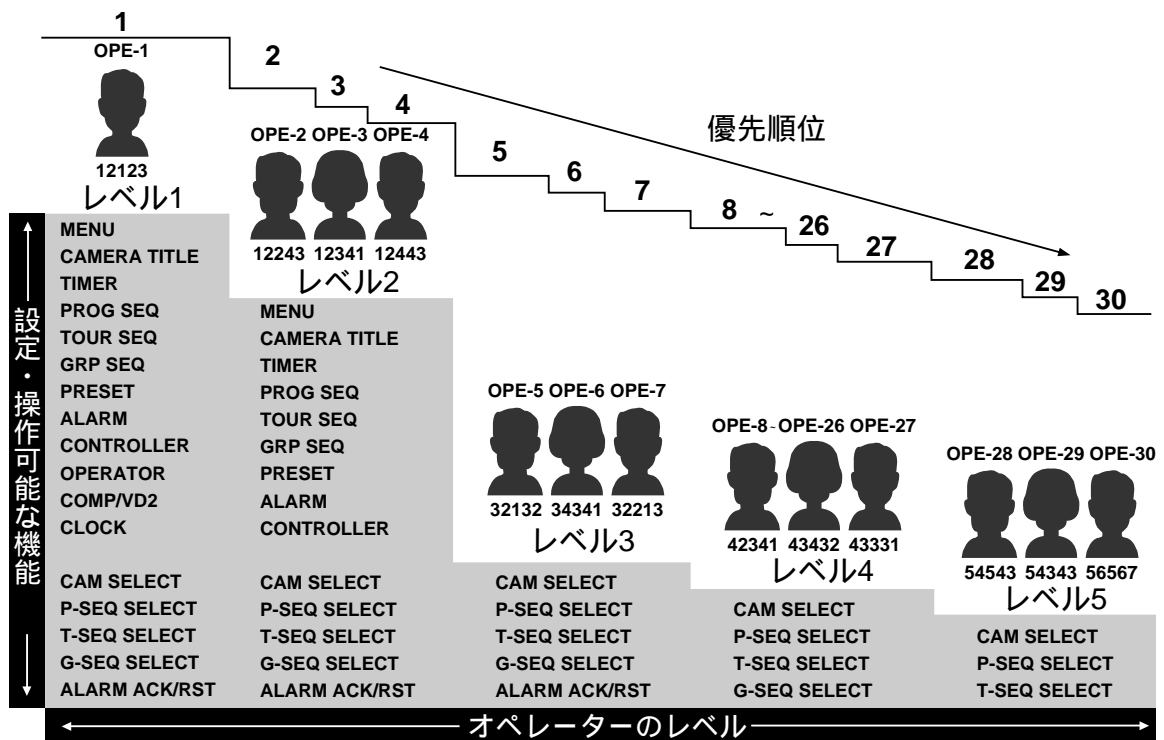 1
OPE-1
12123
レベル1
2
3
4
OPE-2 OPE-3 OPE-4
12243 12341 12443
レベル2
優先順位
5
6
7
8 ~ 26
27
28
29
30
設定・操作可能な機能
MENU
CAMERA TITLE
TIMER
PROG SEQ
TOUR SEQ
GRP SEQ
PRESET
ALARM
CONTROLLER
OPERATOR
COMP/VD2
CLOCK
CAM SELECT
P-SEQ SELECT
T-SEQ SELECT
G-SEQ SELECT
ALARM ACK/RST
MENU
CAMERA TITLE
TIMER
PROG SEQ
TOUR SEQ
GRP SEQ
PRESET
ALARM
CONTROLLER
CAM SELECT
P-SEQ SELECT
T-SEQ SELECT
G-SEQ SELECT
ALARM ACK/RST
OPE-5 OPE-6 OPE-7
32132 34341 32213
レベル3
CAM SELECT
P-SEQ SELECT
T-SEQ SELECT
G-SEQ SELECT
ALARM ACK/RST
OPE-8~OPE-26 OPE-27
42341 43432 43331
レベル4
CAM SELECT
P-SEQ SELECT
T-SEQ SELECT
G-SEQ SELECT
OPE-28 OPE-29 OPE-30
54543 54343 56567
レベル5
CAM SELECT
P-SEQ SELECT
T-SEQ SELECT
オペレーターのレベル